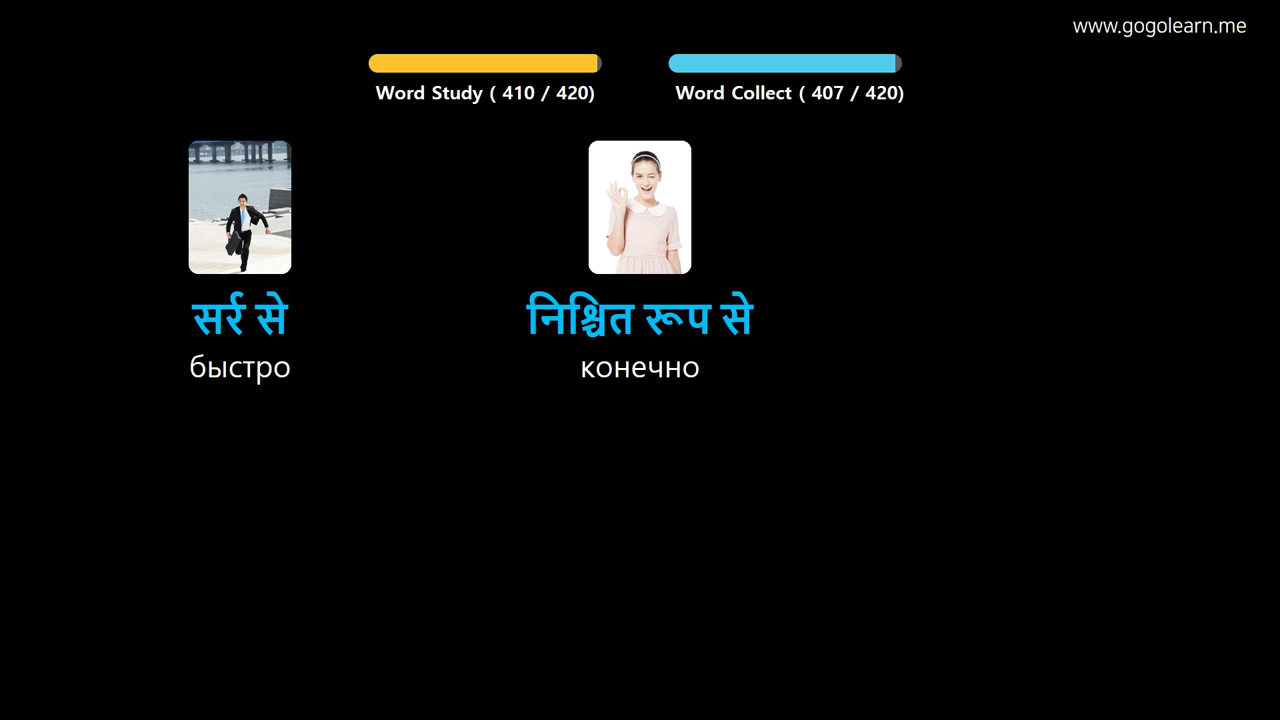 www.gogolearn.me
Word Study ( 410 / 420)
Word Collect ( 407 / 420)
सर्र से
निश्चित रूप से
быстро
конечно